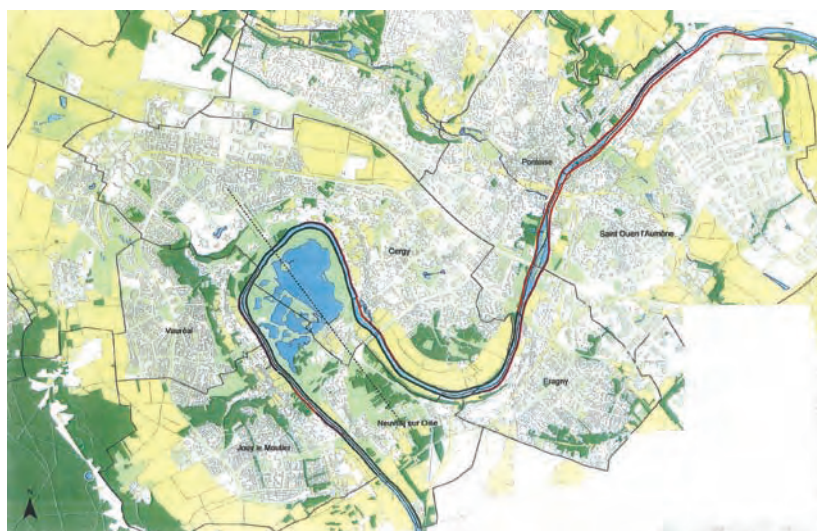 Pontoise
Saint Ouen l'Aumône
Cergy
Vauréal
Eragny
Neuville sur Oise
Jouy le Moutier
N